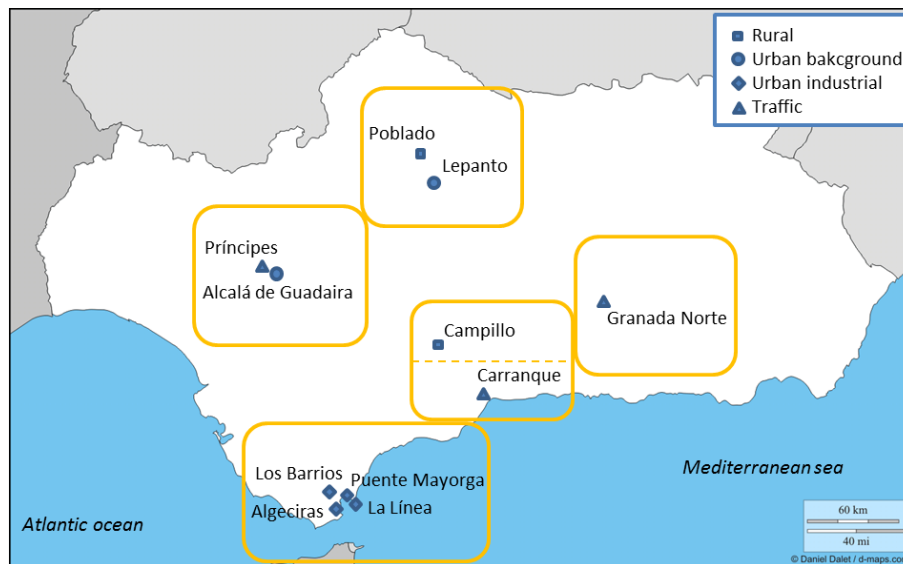 Rural
Urban bakcground
Urban industrial
Traffic
Poblado
Lepanto
Príncipes
Alcalá de Guadaira
Granada Norte
Campillo
Carranque
Los Barrios
Puente Mayorga
Algeciras
La Línea
Mediterranean sea
Atlantic ocean
60 km
40 mi
© Daniel Dalet / d-maps.com